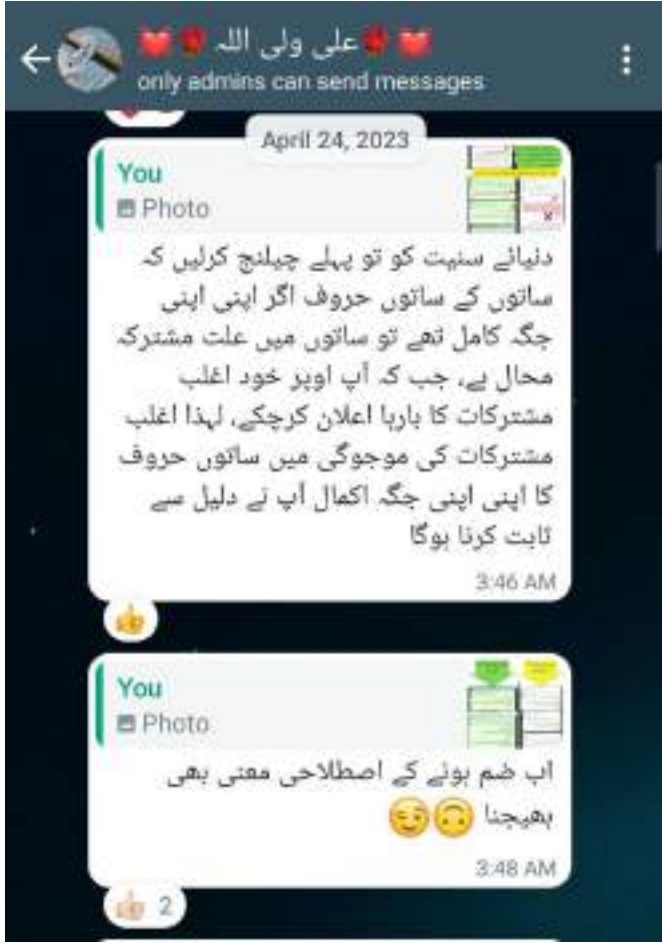 علی ولی اللہ
only admins can send messages
April 24, 2023
You
Photo
دنیائے سنیت کو تو پہلے چیلنج کرلیں کہ
ساتوں کے ساتوں حروف اگر اپنی اپنی
جگہ کامل تھے تو ساتوں میں علت مشترکہ
محال ہے، جب کہ آپ اوپر خود اغلب
مشترکات کا بارہا اعلان کرچکے، لہذا اغلب
مشترکات کی موجوگی میں ساتوں حروف
کا اپنی اپنی جگہ اکمال آپ نے دلیل سے
ثابت کرنا ہوگا
3:46 AM
You
Photo
اب ضم ہونے کے اصطلاحی معنی بھی
بھیجنا 🙃😉
3:48 AM
2